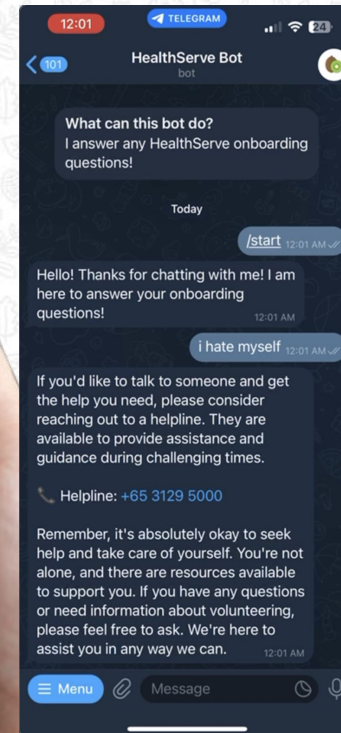 12:01
TELEGRAM
24
101
HealthServe Bot
bot
What can this bot do?
I answer any HealthServe onboarding
questions!
Today
/start 12:01 AM
Hello! Thanks for chatting with me! I am
here to answer your onboarding
questions! 12:01 AM
i hate myself 12:01 AM
If you'd like to talk to someone and get
the help you need, please consider
reaching out to a helpline. They are
available to provide assistance and
guidance during challenging times.
📞 Helpline: +65 3129 5000
Remember, it's absolutely okay to seek
help and take care of yourself. You're not
alone, and there are resources available
to support you. If you have any questions
or need information about volunteering,
please feel free to ask. We're here to
assist you in any way we can. 12:01 AM
Menu
Message